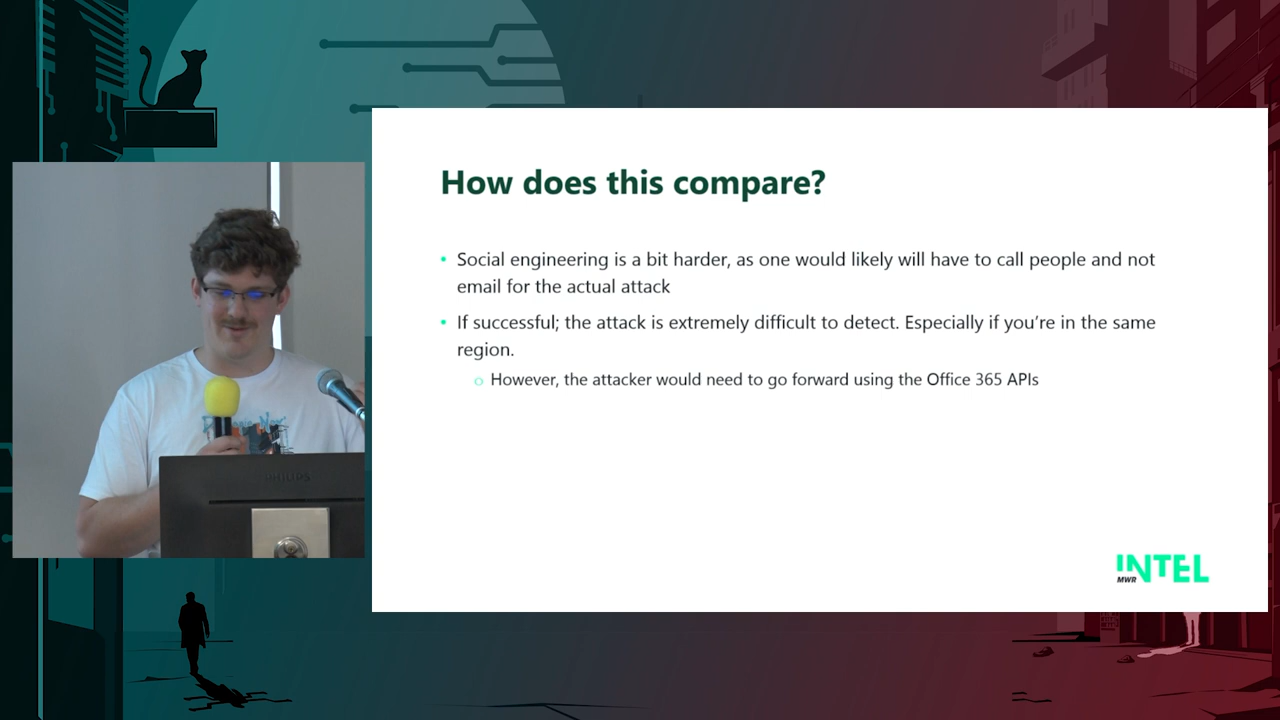 How does this compare?
• Social engineering is a bit harder, as one would likely will have to call people and not
email for the actual attack
• If successful; the attack is extremely difficult to detect. Especially if you're in the same
region.
o However, the attacker would need to go forward using the Office 365 APIs
PHILIPS
INTEL
MWR